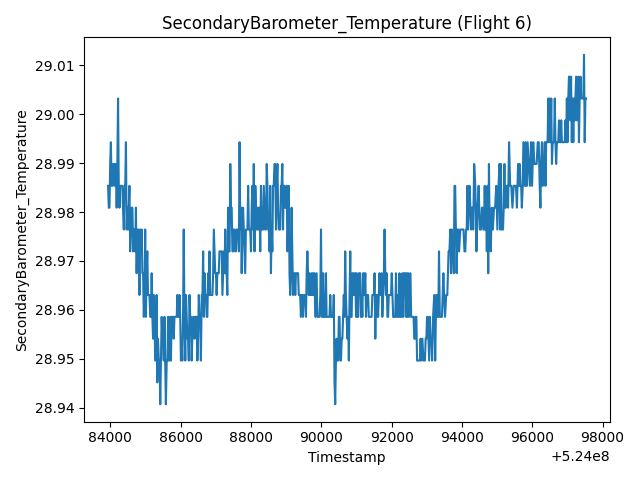 SecondaryBarometer_Temperature (Flight 6)
SecondaryBarometer_Temperature
29.01
29.00
28.99
28.98
28.97
28.96
28.95
28.94
84000 86000 88000 90000 92000 94000 96000 98000
Timestamp
+5.24e8